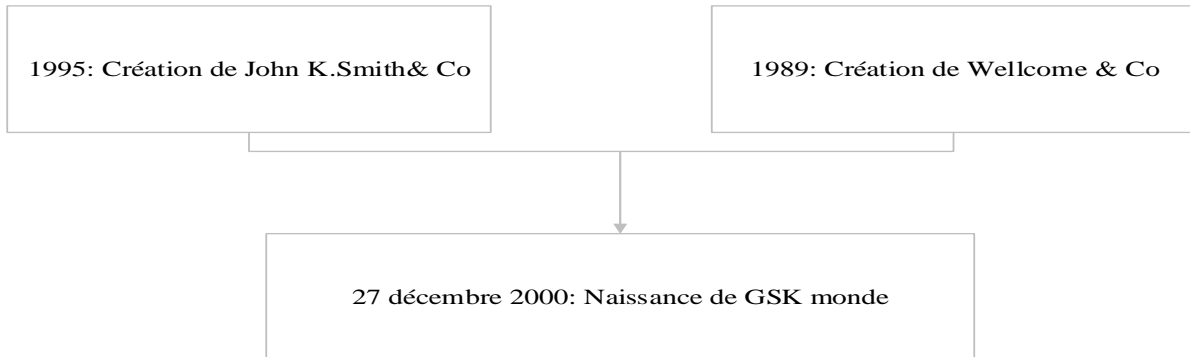 1995: Création de John K.Smith& Co
1989: Création de Wellcome & Co
27 décembre 2000: Naissance de GSK monde